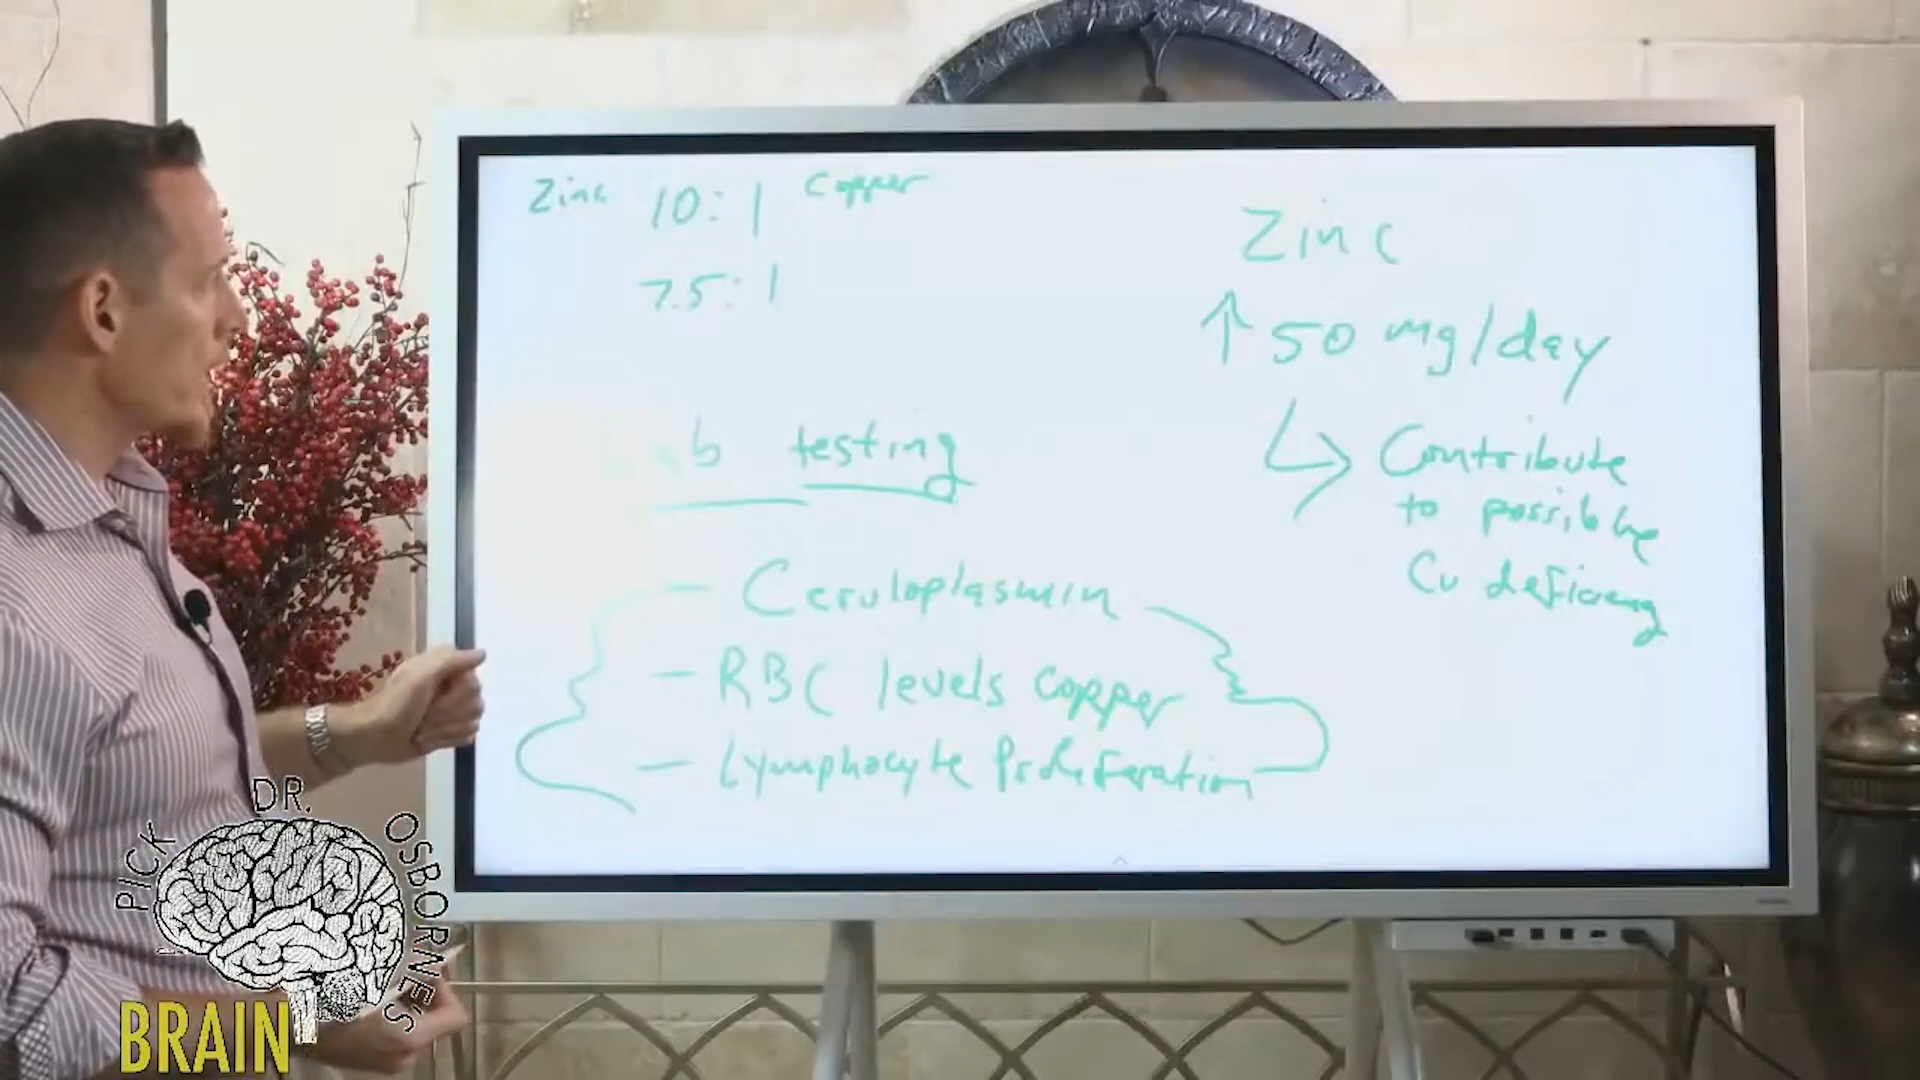 Zinc 10:1 Copper
7.5:1
Lab testing
- Ceruloplasmin
- RBC levels copper
- Lymphocyte Proliferation
Zinc
↑ 50 mg/day
Contribute
to possible
Cu deficiency
PICK DR. OSBORNE'S
BRAIN